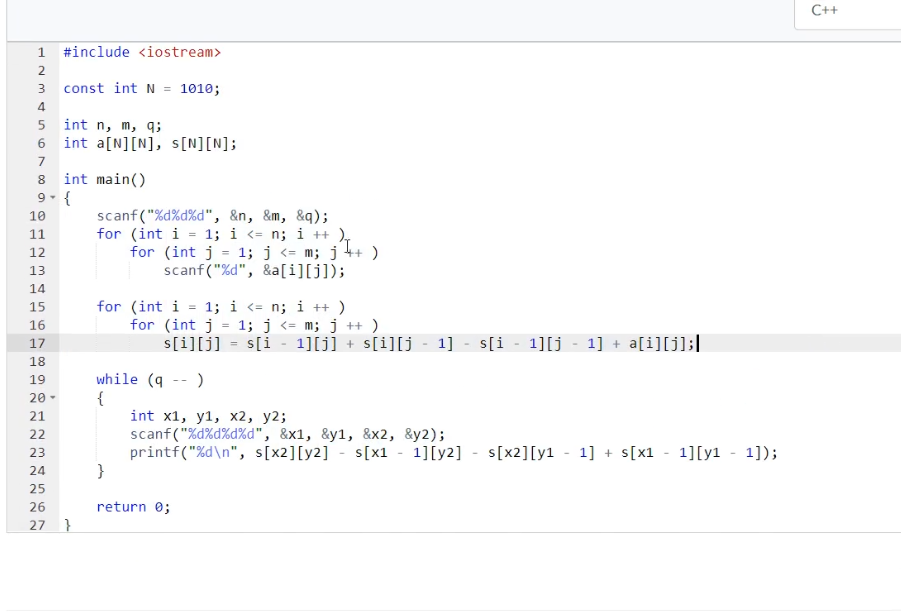 C++
1 #include <iostream>
2
3 const int N = 1010;
4
5 int n, m, q;
6 int a[N][N], s[N][N];
7
8 int main()
9 {
10     scanf("%d%d%d", &n, &m, &q);
11     for (int i = 1; i <= n; i ++ )
12         for (int j = 1; j <= m; j ++ )
13             scanf("%d", &a[i][j]);
14
15     for (int i = 1; i <= n; i ++ )
16         for (int j = 1; j <= m; j ++ )
17             s[i][j] = s[i - 1][j] + s[i][j - 1] - s[i - 1][j - 1] + a[i][j];
18
19     while (q -- )
20     {
21         int x1, y1, x2, y2;
22         scanf("%d%d%d%d", &x1, &y1, &x2, &y2);
23         printf("%d\n", s[x2][y2] - s[x1 - 1][y2] - s[x2][y1 - 1] + s[x1 - 1][y1 - 1]);
24     }
25
26     return 0;
27 }